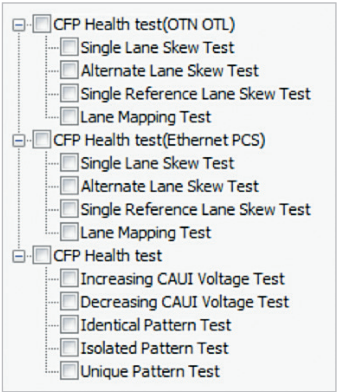 CFP Health test(OTN OTL)
Single Lane Skew Test
Alternate Lane Skew Test
Single Reference Lane Skew Test
Lane Mapping Test
CFP Health test(Ethernet PCS)
Single Lane Skew Test
Alternate Lane Skew Test
Single Reference Lane Skew Test
Lane Mapping Test
CFP Health test
Increasing CAUI Voltage Test
Decreasing CAUI Voltage Test
Identical Pattern Test
Isolated Pattern Test
Unique Pattern Test